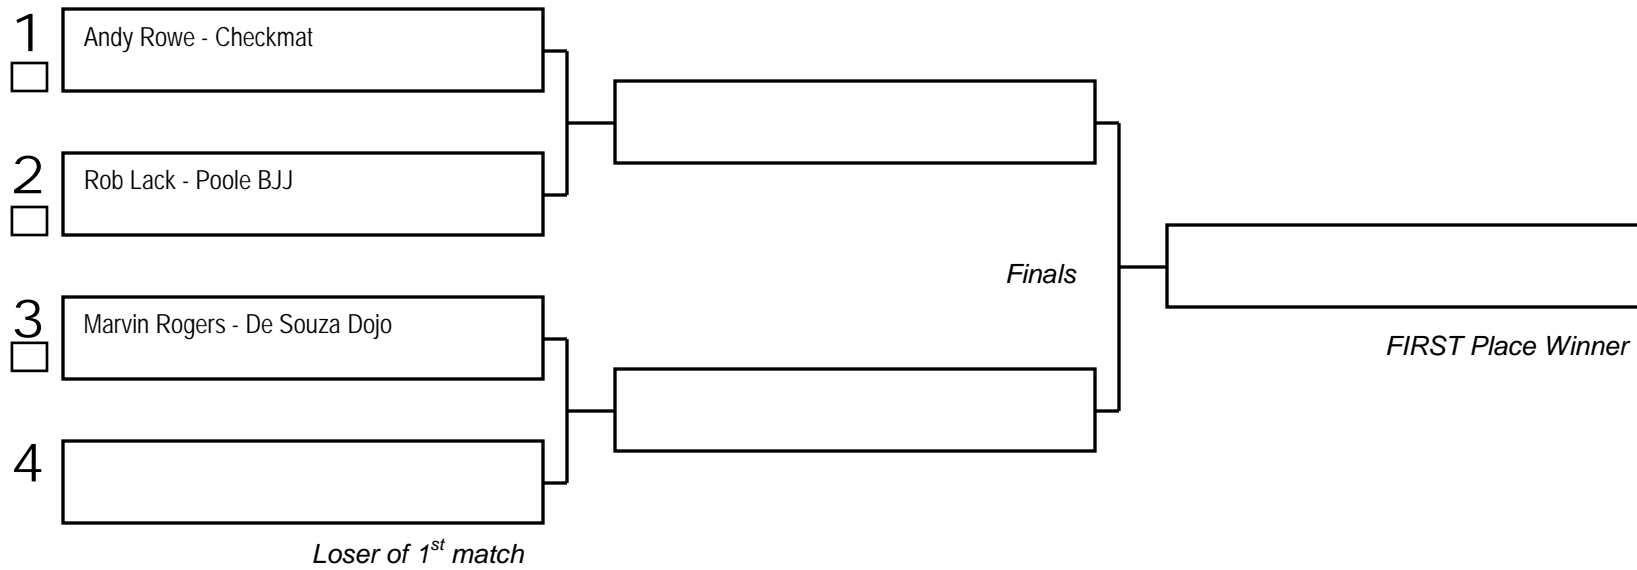 1
Andy Rowe - Checkmat
2
Rob Lack - Poole BJJ
Finals
3
Marvin Rogers - De Souza Dojo
FIRST Place Winner
4
Loser of 1st match